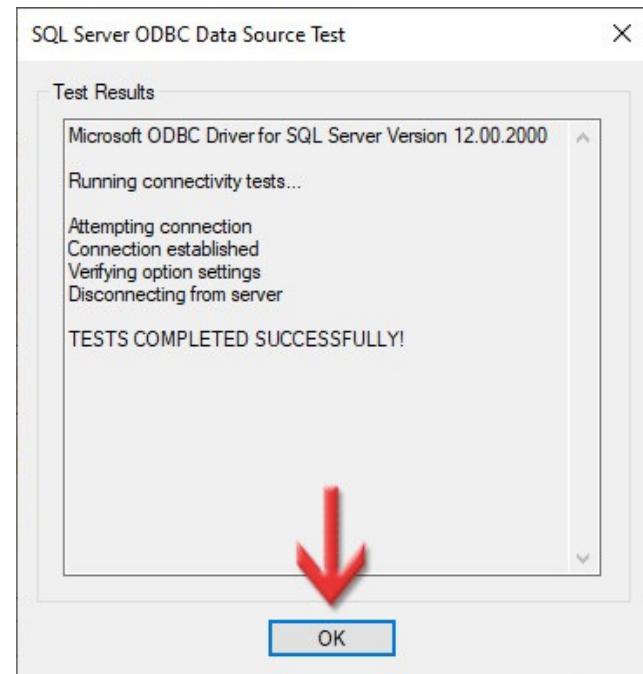 SQL Server ODBC Data Source Test
Test Results
Microsoft ODBC Driver for SQL Server Version 12.00.2000
Running connectivity tests...
Attempting connection
Connection established
Verifying option settings
Disconnecting from server
TESTS COMPLETED SUCCESSFULLY!
OK